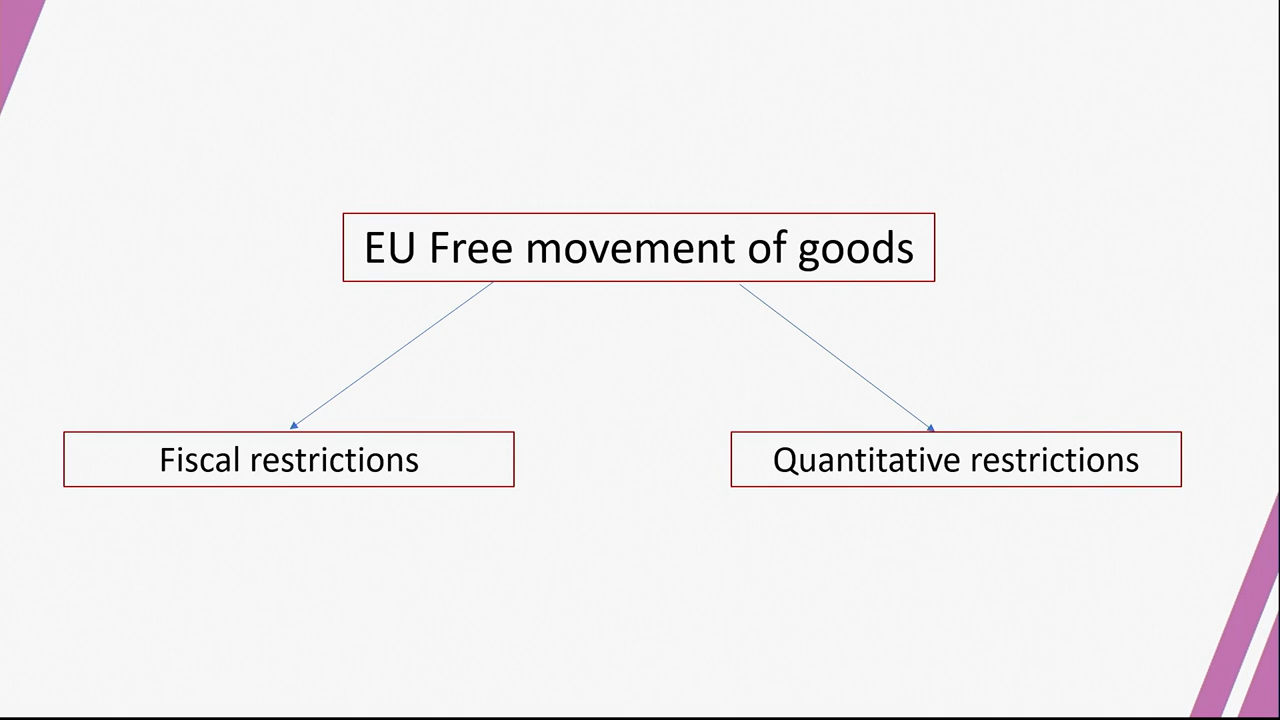 EU Free movement of goods
Fiscal restrictions
Quantitative restrictions